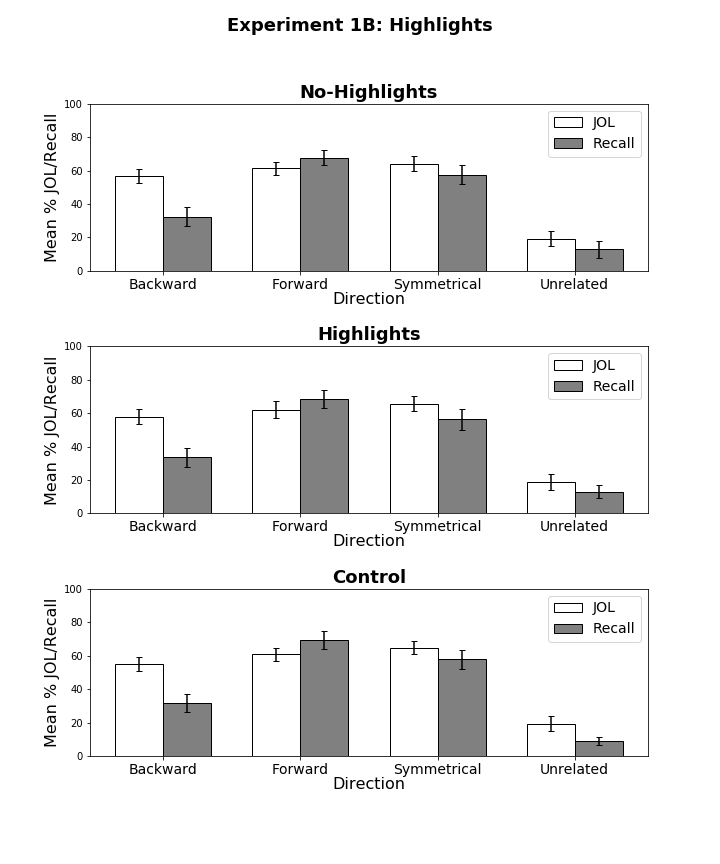 Experiment 1B: Highlights
No-Highlights
100
80
60
40
20
0
Mean % JOL/Recall
JOL
Recall
Backward Forward Symmetrical Unrelated
Direction
Highlights
100
80
60
40
20
0
Mean % JOL/Recall
JOL
Recall
Backward Forward Symmetrical Unrelated
Direction
Control
100
80
60
40
20
0
Mean % JOL/Recall
JOL
Recall
Backward Forward Symmetrical Unrelated
Direction